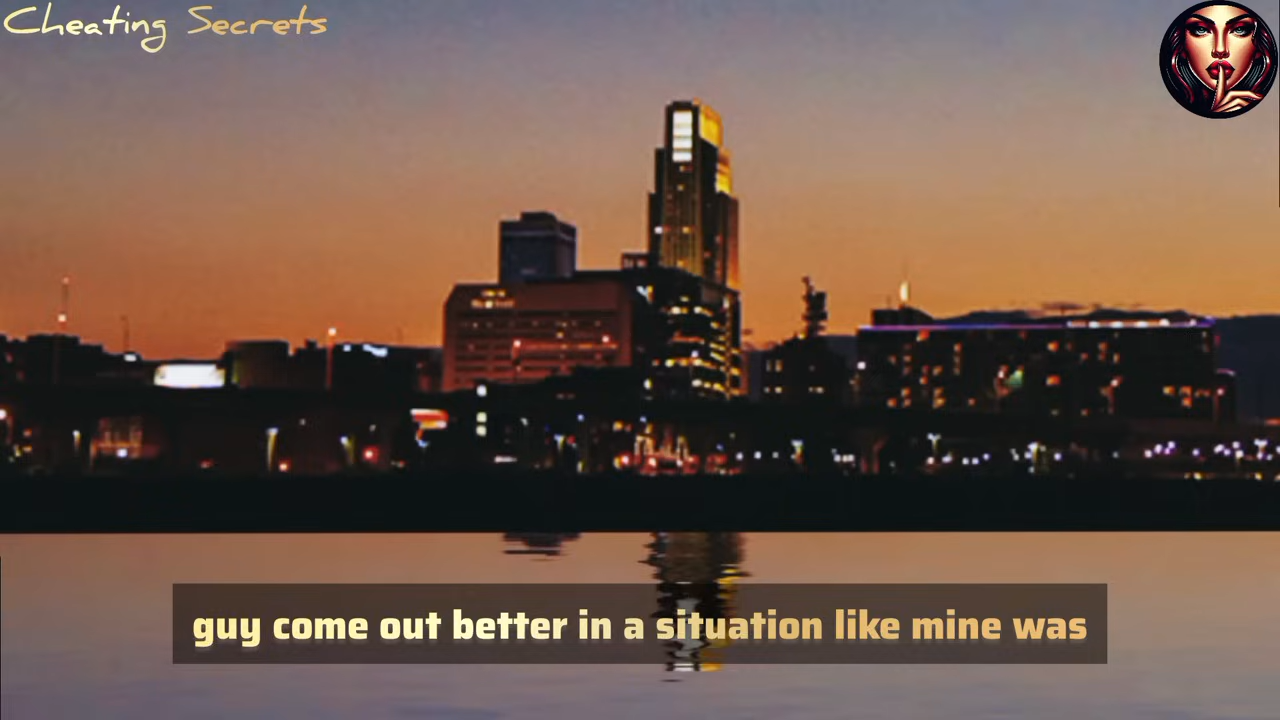 Cheating Secrets
guy come out better in a situation like mine was